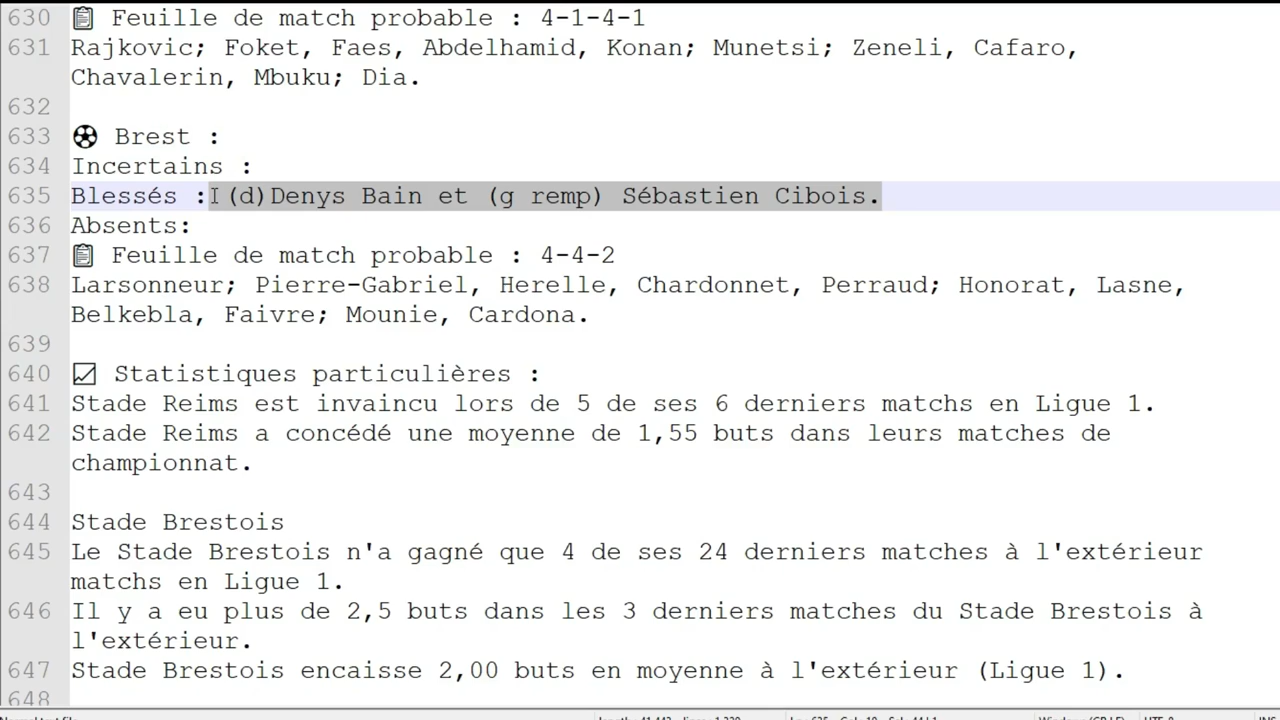 630 📋 Feuille de match probable : 4-1-4-1
631 Rajkovic; Foket, Faes, Abdelhamid, Konan; Munetsi; Zeneli, Cafaro,
Chavalerin, Mbuku; Dia.
632
633 ⚽ Brest :
634 Incertains :
635 Blessés : (d)Denys Bain et (g remp) Sébastien Cibois.
636 Absents:
637 📋 Feuille de match probable : 4-4-2
638 Larsonneur; Pierre-Gabriel, Herelle, Chardonnet, Perraud; Honorat, Lasne,
Belkebla, Faivre; Mounie, Cardona.
639
640 📈 Statistiques particulières :
641 Stade Reims est invaincu lors de 5 de ses 6 derniers matchs en Ligue 1.
642 Stade Reims a concédé une moyenne de 1,55 buts dans leurs matches de
championnat.
643
644 Stade Brestois
645 Le Stade Brestois n'a gagné que 4 de ses 24 derniers matches à l'extérieur
matchs en Ligue 1.
646 Il y a eu plus de 2,5 buts dans les 3 derniers matches du Stade Brestois à
l'extérieur.
647 Stade Brestois encaisse 2,00 buts en moyenne à l'extérieur (Ligue 1).
648